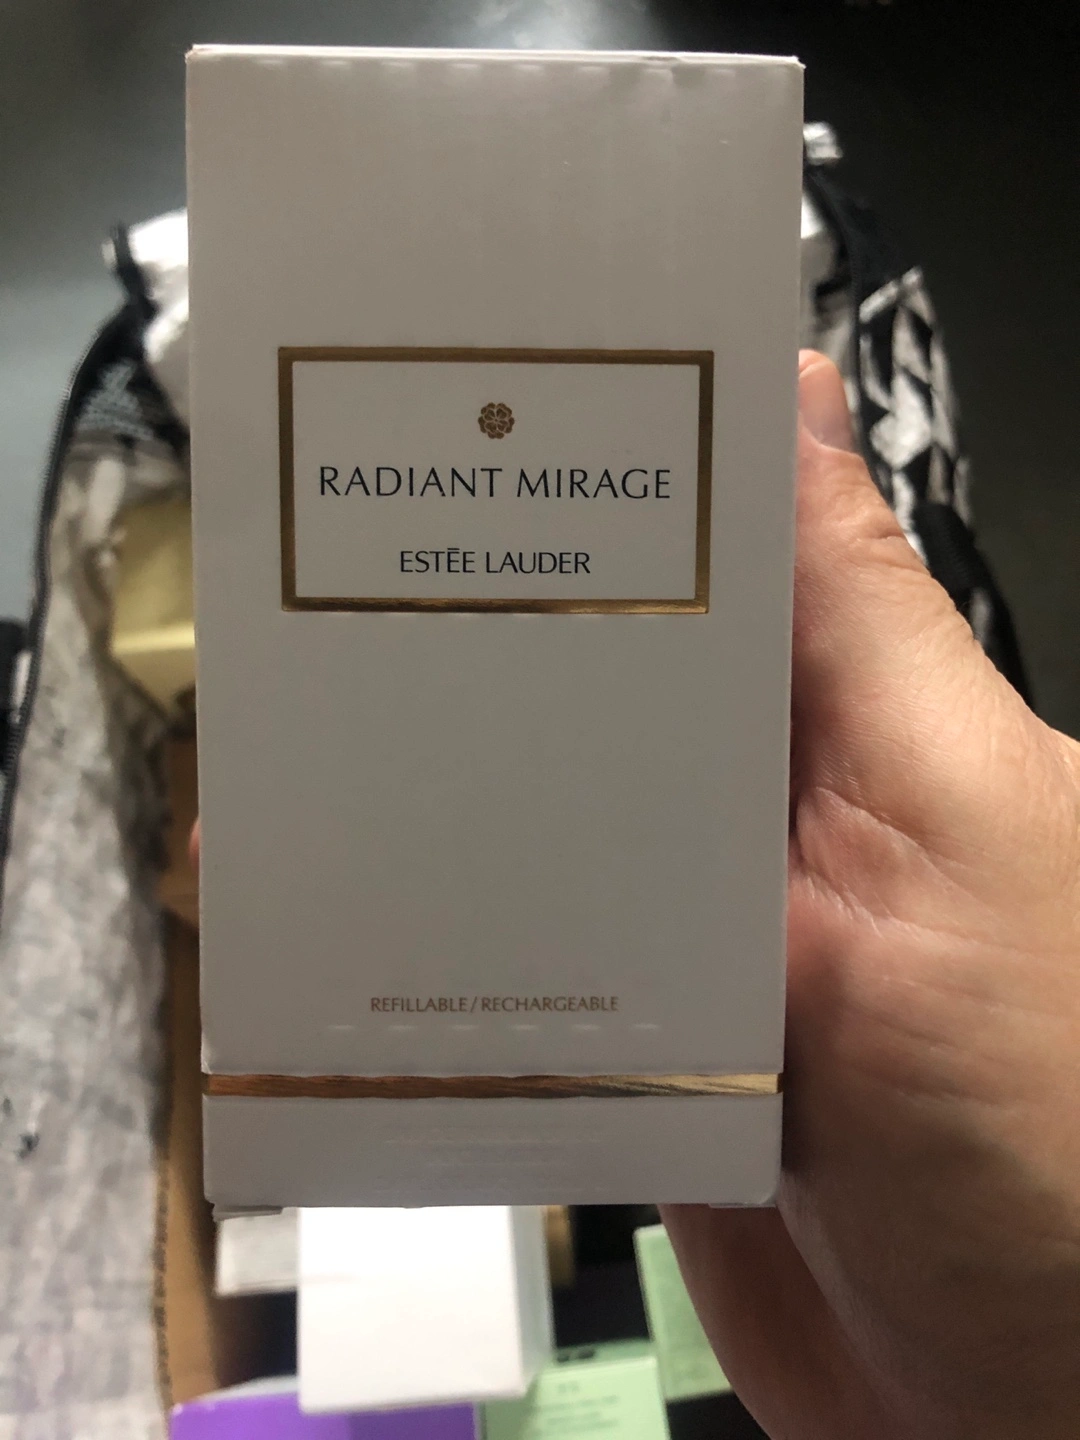 RADIANT MIRAGE
ESTĒE LAUDER
REFILLABLE/RECHARGEABLE